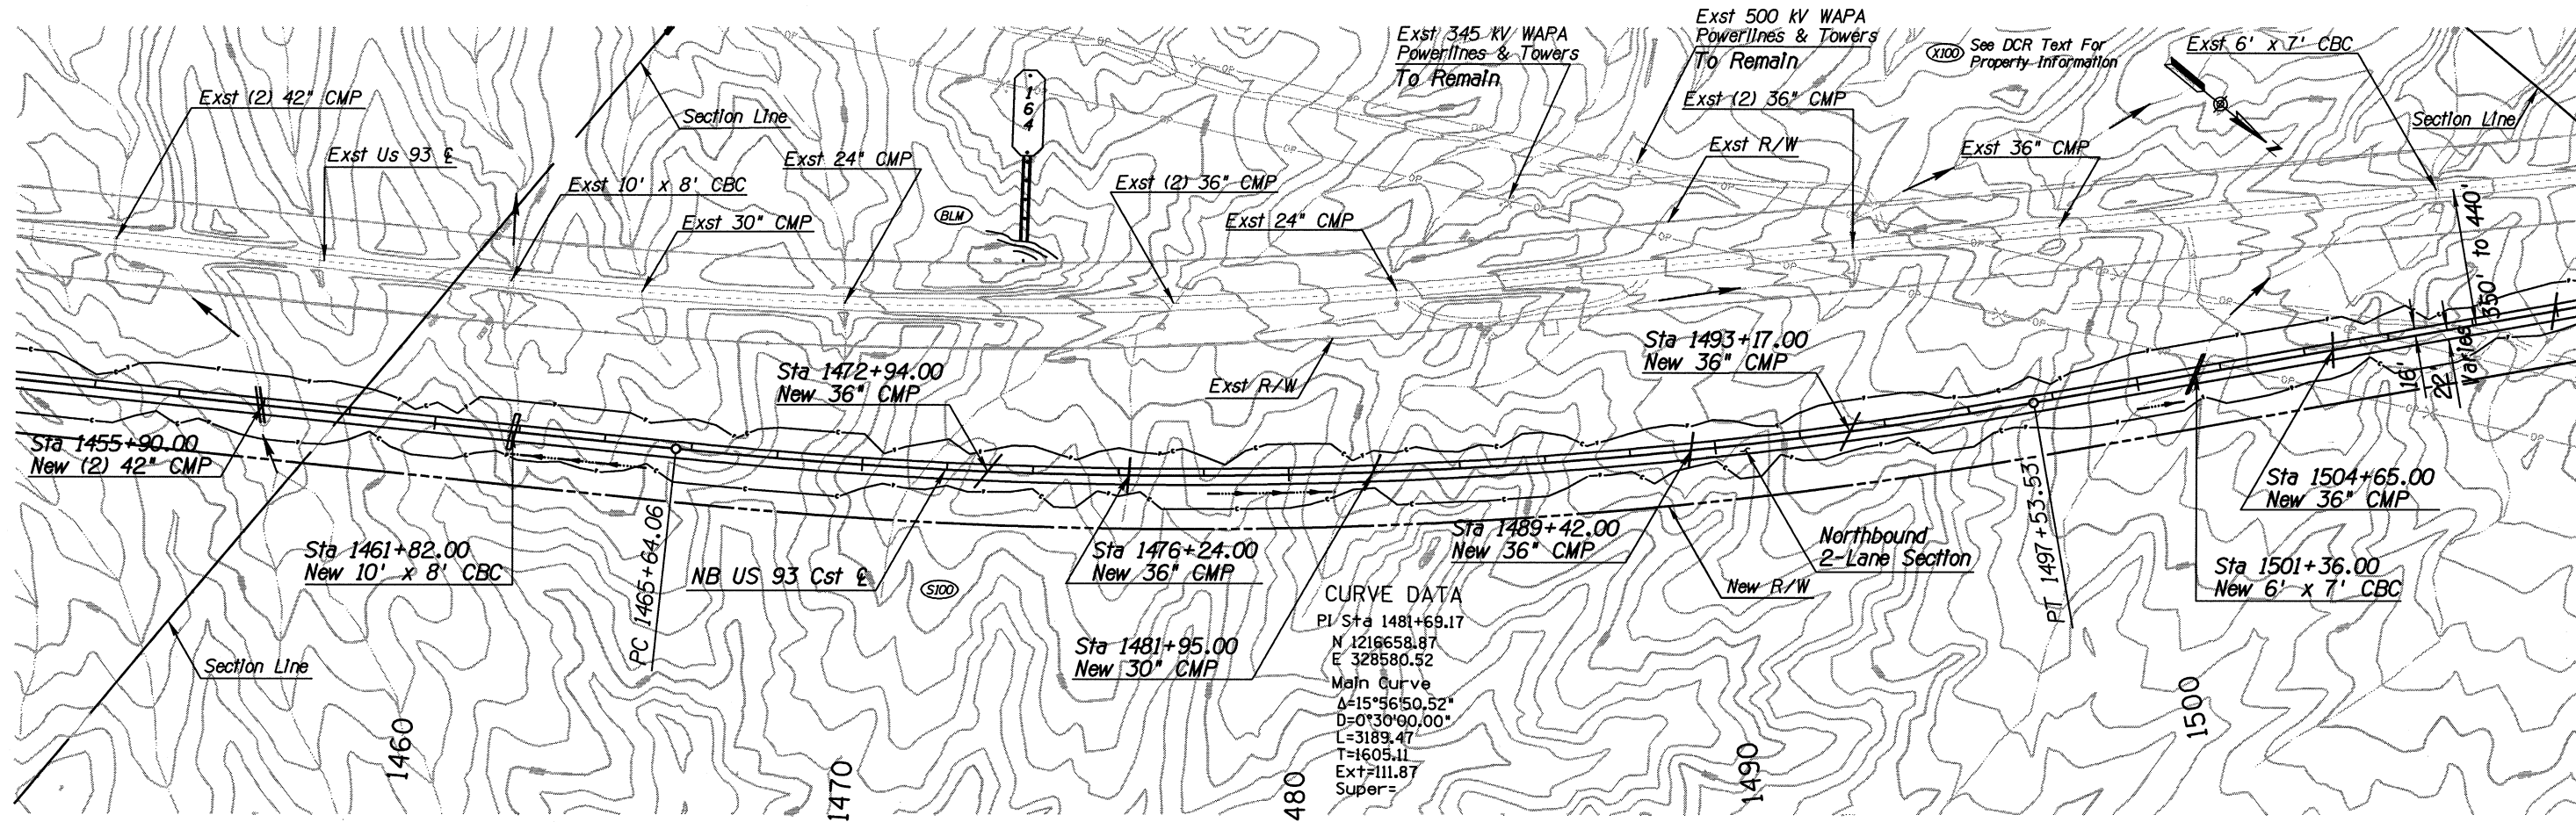 Exst 345 KV WAPA
Powerlines & Towers
To Remain
Exst 500 kV WAPA
Powerlines & Towers
To Remain
X100 See DCR Text For
Property Information
Exst 6' x 7' CBC
Exst (2) 42" CMP
Section Line
1
6
4
Exst (2) 36" CMP
Section Line
Exst Us 93 ℄
Exst 24" CMP
Exst R/W
Exst 36" CMP
N
Exst 10' x 8' CBC
Exst (2) 36" CMP
BLM
Exst 30" CMP
Exst 24" CMP
Varies 350' to 440'
16'
22'
Sta 1472+94.00
New 36" CMP
Exst R/W
Sta 1493+17.00
New 36" CMP
Sta 1455+90.00
New (2) 42" CMP
Sta 1504+65.00
New 36" CMP
Sta 1461+82.00
New 10' x 8' CBC
PC 1465+64.06
NB US 93 Cst ℄
S100
Sta 1476+24.00
New 36" CMP
Sta 1489+42.00
New 36" CMP
Northbound
2-Lane Section
New R/W
PT 1497+53.53
Sta 1501+36.00
New 6' x 7' CBC
Section Line
Sta 1481+95.00
New 30" CMP
CURVE DATA
PI Sta 1481+69.17
N 1216658.87
E 328580.52
Main Curve
Δ=15°56'50.52"
D=0°30'00.00"
L=3189.47
T=1605.11
Ext=111.87
Super=
1460
1470
480
1490
1500